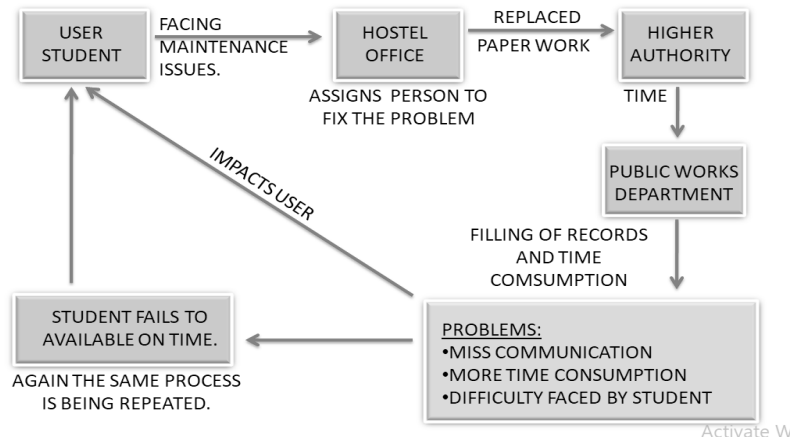 USER
STUDENT
FACING
MAINTENANCE
ISSUES.
HOSTEL
OFFICE
ASSIGNS PERSON TO
FIX THE PROBLEM
REPLACED
PAPER WORK
HIGHER
AUTHORITY
TIME
PUBLIC WORKS
DEPARTMENT
FILLING OF RECORDS
AND TIME
COMSUMPTION
IMPACTS USER
PROBLEMS:
•MISS COMMUNICATION
•MORE TIME CONSUMPTION
•DIFFICULTY FACED BY STUDENT
STUDENT FAILS TO
AVAILABLE ON TIME.
AGAIN THE SAME PROCESS
IS BEING REPEATED.
Activate W